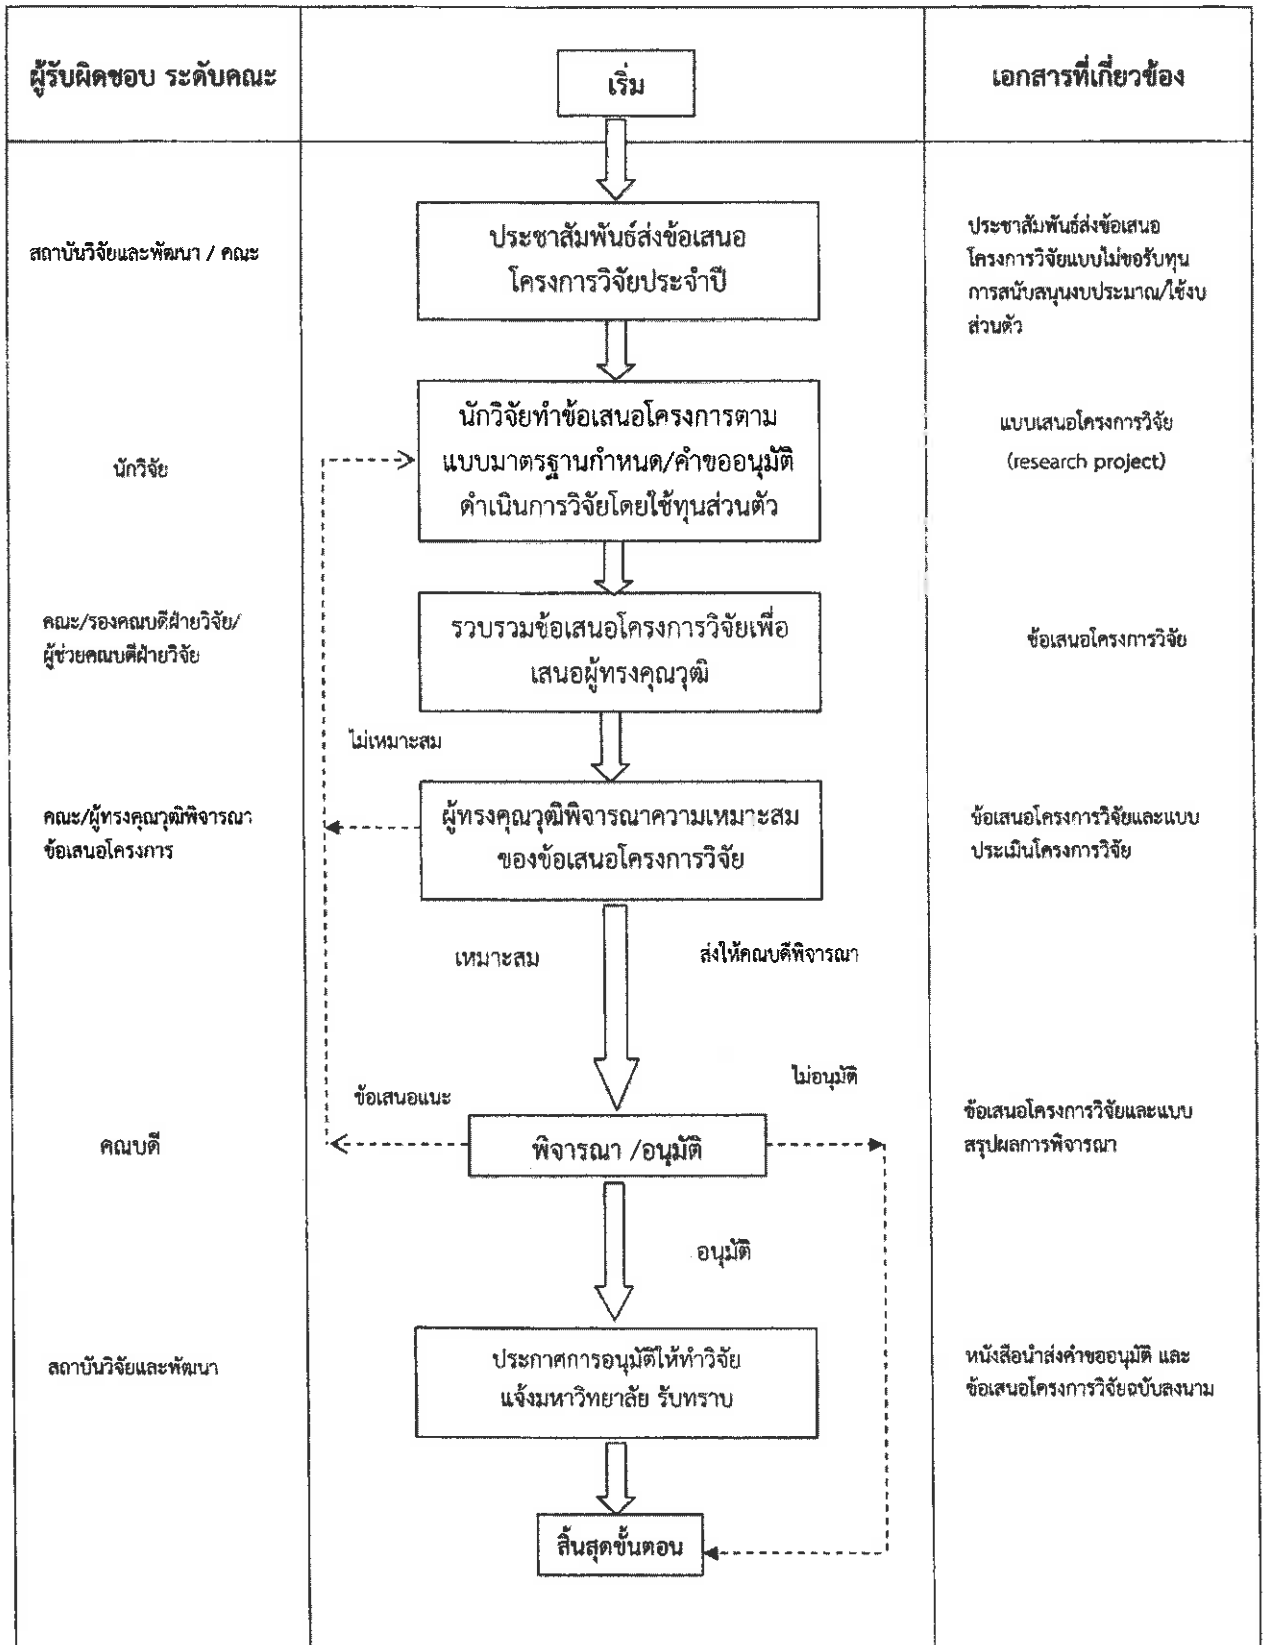 ผู้รับผิดชอบ ระดับคณะ
เริ่ม
เอกสารที่เกี่ยวข้อง
สถาบันวิจัยและพัฒนา / คณะ
ประชาสัมพันธ์ส่งข้อเสนอ
โครงการวิจัยประจำปี
ประชาสัมพันธ์ส่งข้อเสนอ
โครงการวิจัยแบบไม่ขอรับทุน
การสนับสนุนงบประมาณ/ใช้งบ
ส่วนตัว
นักวิจัย
นักวิจัยทำข้อเสนอโครงการตาม
แบบมาตรฐานกำหนด/คำขออนุมัติ
ดำเนินการวิจัยโดยใช้ทุนส่วนตัว
แบบเสนอโครงการวิจัย
(research project)
คณะ/รองคณบดีฝ่ายวิจัย/
ผู้ช่วยคณบดีฝ่ายวิจัย
รวบรวมข้อเสนอโครงการวิจัยเพื่อ
เสนอผู้ทรงคุณวุฒิ
ข้อเสนอโครงการวิจัย
ไม่เหมาะสม
คณะ/ผู้ทรงคุณวุฒิพิจารณา
ข้อเสนอโครงการ
ผู้ทรงคุณวุฒิพิจารณาความเหมาะสม
ของข้อเสนอโครงการวิจัย
ข้อเสนอโครงการวิจัยและแบบ
ประเมินโครงการวิจัย
เหมาะสม
ส่งให้คณบดีพิจารณา
ไม่อนุมัติ
ข้อเสนอแนะ
คณบดี
พิจารณา /อนุมัติ
ข้อเสนอโครงการวิจัยและแบบ
สรุปผลการพิจารณา
อนุมัติ
สถาบันวิจัยและพัฒนา
ประกาศการอนุมัติให้ทำวิจัย
แจ้งมหาวิทยาลัย รับทราบ
หนังสือนำส่งคำขออนุมัติ และ
ข้อเสนอโครงการวิจัยฉบับลงนาม
สิ้นสุดขั้นตอน